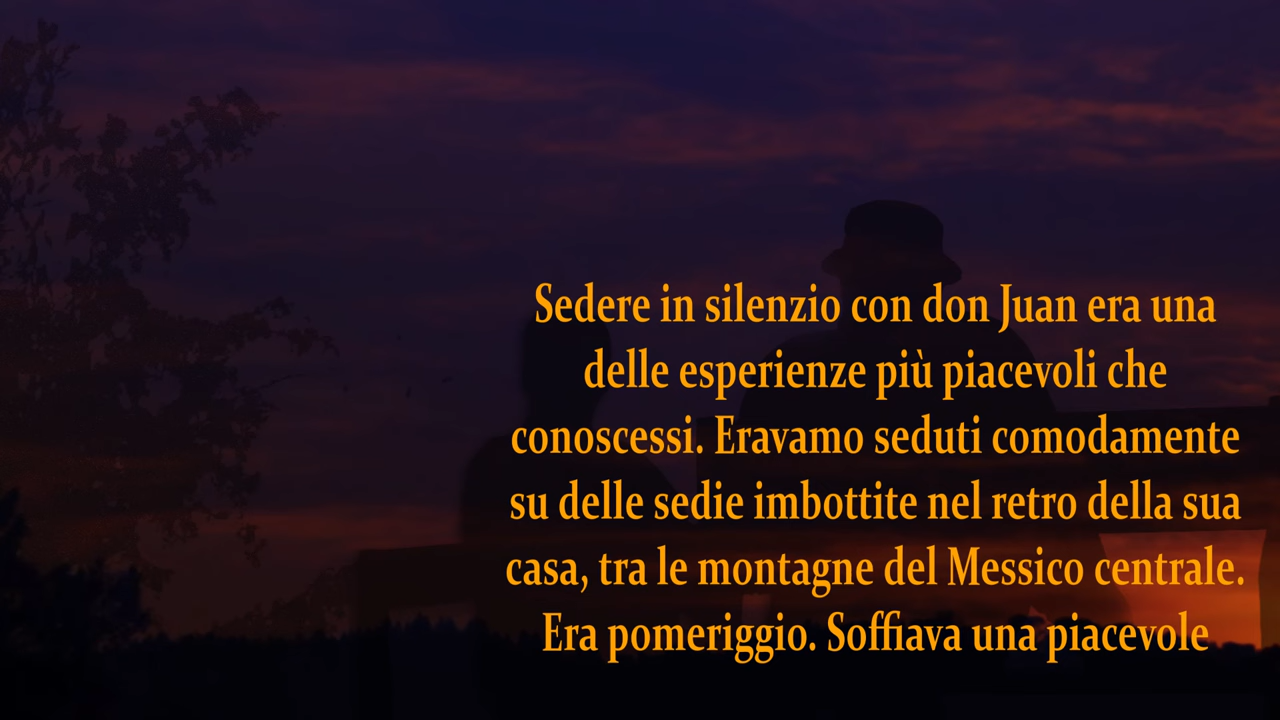 Sedere in silenzio con don Juan era una
delle esperienze più piacevoli che
conoscessi. Eravamo seduti comodamente
su delle sedie imbottite nel retro della sua
casa, tra le montagne del Messico centrale.
Era pomeriggio. Soffiava una piacevole